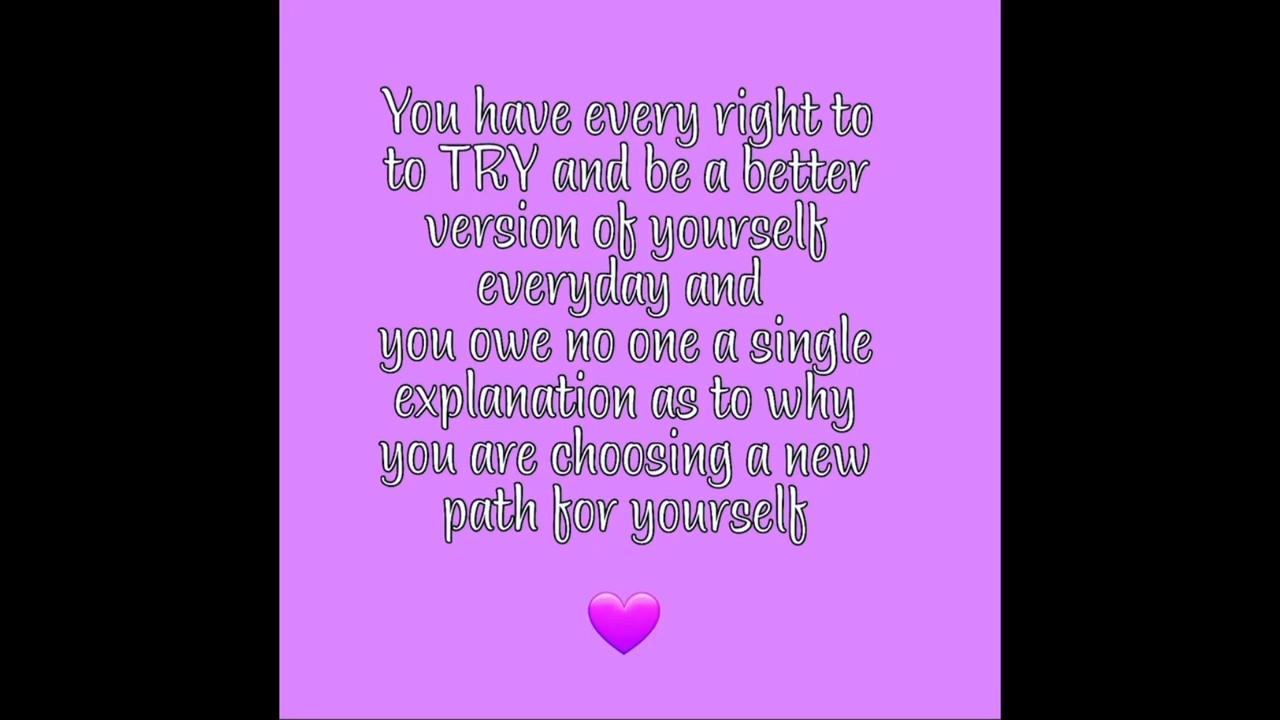 You have every right to
to TRY and be a better
version of yourself
everyday and
you owe no one a single
explanation as to why
you are choosing a new
path for yourself